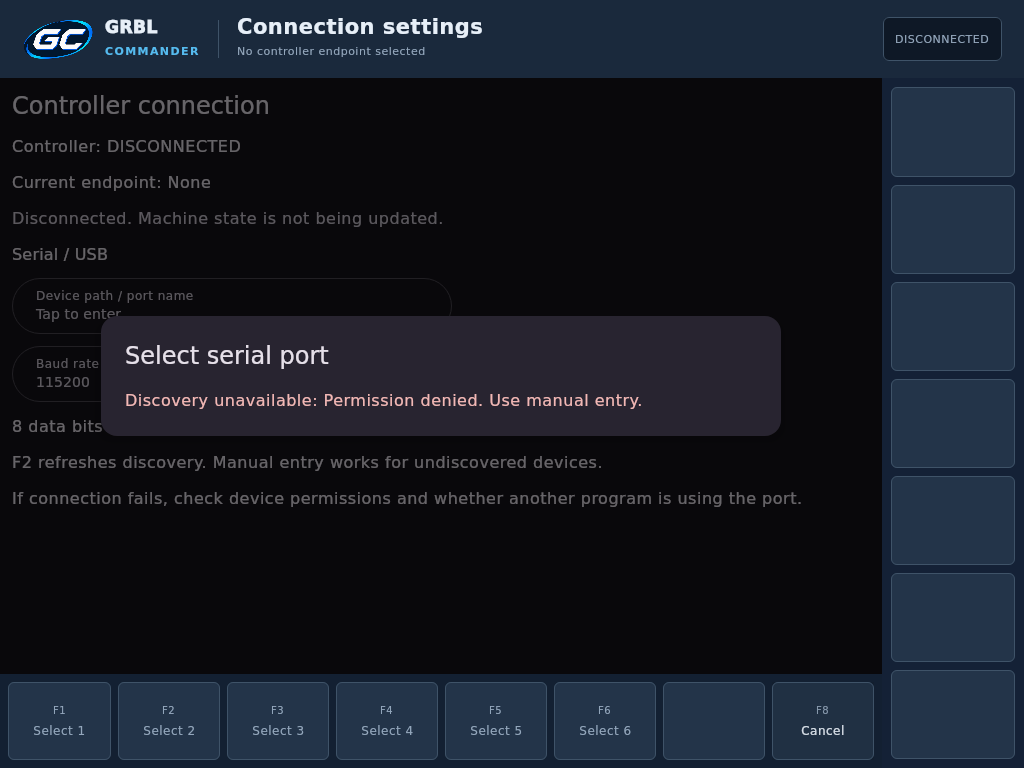 GC
GRBL
COMMANDER
Connection settings
No controller endpoint selected
DISCONNECTED
Controller connection
Controller: DISCONNECTED
Current endpoint: None
Disconnected. Machine state is not being updated.
Serial / USB
Device path / port name
Tap to enter
Baud rate
115200
Select serial port
Discovery unavailable: Permission denied. Use manual entry.
8 data bits
F2 refreshes discovery. Manual entry works for undiscovered devices.
If connection fails, check device permissions and whether another program is using the port.
F1
Select 1
F2
Select 2
F3
Select 3
F4
Select 4
F5
Select 5
F6
Select 6
F8
Cancel